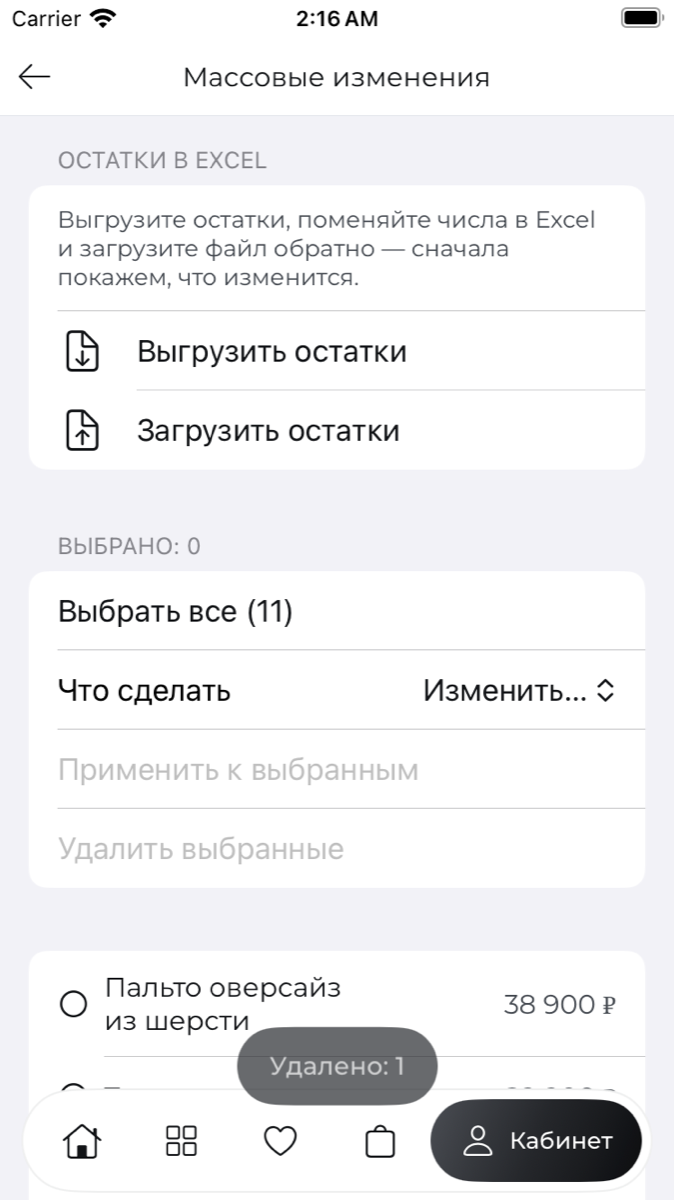 Carrier
2:16 AM
Массовые изменения
ОСТАТКИ В EXCEL
Выгрузите остатки, поменяйте числа в Excel
и загрузите файл обратно — сначала
покажем, что изменится.
Выгрузить остатки
Загрузить остатки
ВЫБРАНО: 0
Выбрать все (11)
Что сделать
Изменить...
Применить к выбранным
Удалить выбранные
Пальто оверсайз
из шерсти
38 900 ₽
Удалено: 1
Кабинет